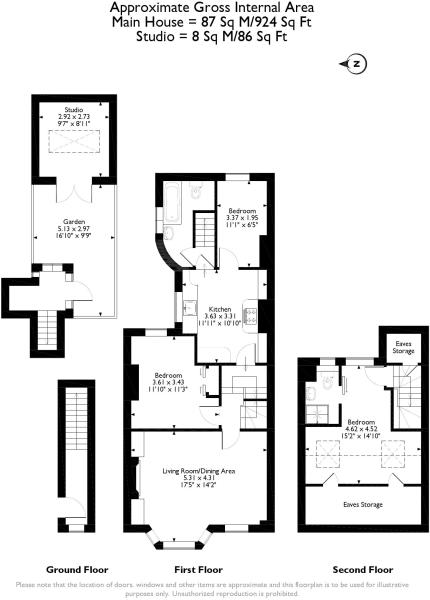 Approximate Gross Internal Area
Main House = 87 Sq M/924 Sq Ft
Studio = 8 Sq M/86 Sq Ft
Z
Studio
2.92 x 2.73
9'7" x 8'11"
Garden
5.13 x 2.97
16'10" x 9'9"
Bedroom
3.37 x 1.95
11'1" x 6'5"
Kitchen
3.63 x 3.31
11'11" x 10'10"
Bedroom
3.61 x 3.43
11'10" x 11'3"
Living Room/Dining Area
5.31 x 4.31
17'5" x 14'2"
Eaves
Storage
Bedroom
4.62 x 4.52
15'2" x 14'10"
Eaves Storage
Ground Floor
First Floor
Second Floor
Please note that the location of doors, windows and other items are approximate and this floorplan is to be used for illustrative
purposes only. Unauthorized reproduction is prohibited.